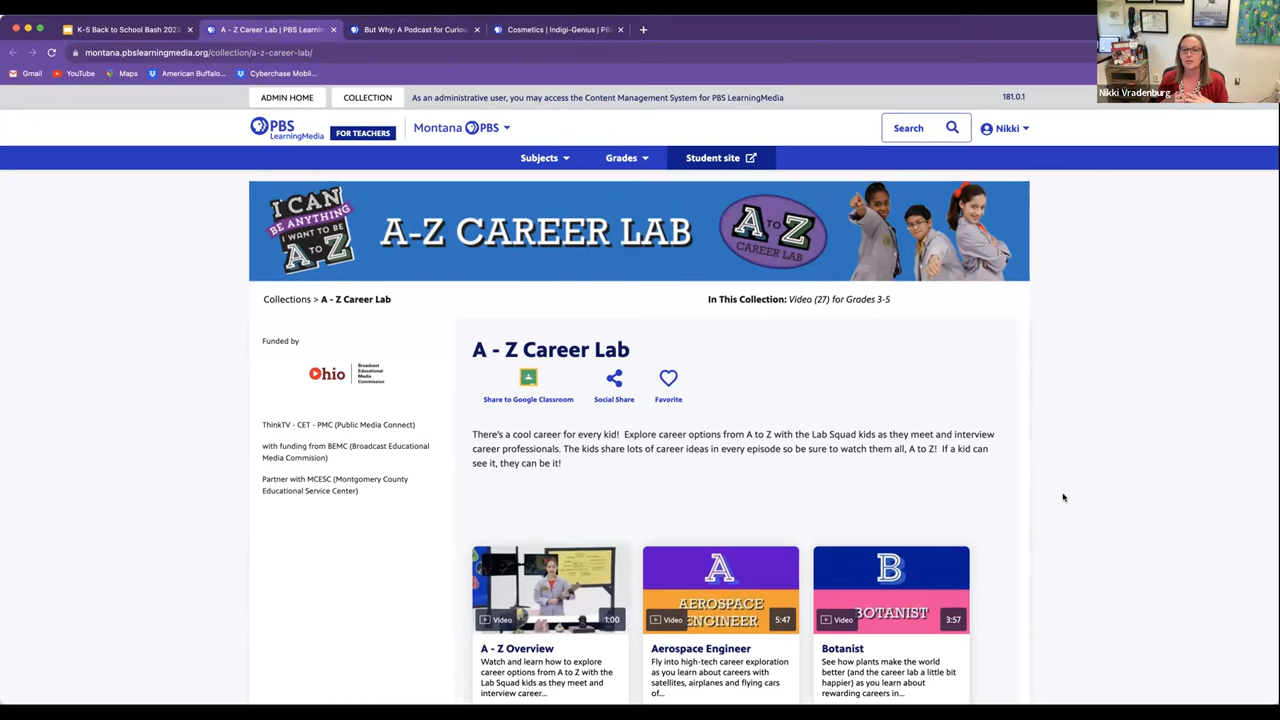 K-5 Back to School Bash 2023
A - Z Career Lab | PBS Learnin
But Why: A Podcast for Curiou
Cosmetics | Indigi-Genius | PB
montana.pbslearningmedia.org/collection/a-z-career-lab/
Gmail
YouTube
Maps
American Buffalo...
Cyberchase Mobil...
Nikki Vradenburg
ADMIN HOME
COLLECTION
As an administrative user, you may access the Content Management System for PBS LearningMedia
181.0.1
PBS
LearningMedia
FOR TEACHERS
Montana PBS
Search
Nikki
Subjects
Grades
Student site
I CAN
BE ANYTHING
I WANT TO BE
A TO Z
A-Z CAREER LAB
A TO Z
CAREER LAB
Collections > A - Z Career Lab
In This Collection: Video (27) for Grades 3-5
Funded by
Ohio
Broadcast
Educational
Media
Commission
ThinkTV - CET - PMC (Public Media Connect)
with funding from BEMC (Broadcast Educational
Media Commision)
Partner with MCESC (Montgomery County
Educational Service Center)
A - Z Career Lab
Share to Google Classroom
Social Share
Favorite
There's a cool career for every kid! Explore career options from A to Z with the Lab Squad kids as they meet and interview
career professionals. The kids share lots of career ideas in every episode so be sure to watch them all, A to Z! If a kid can
see it, they can be it!
Video
1:00
A
AEROSPACE
ENGINEER
Video
5:47
B
BOTANIST
Video
3:57
A - Z Overview
Watch and learn how to explore
career options from A to Z with the
Lab Squad kids as they meet and
interview career...
Aerospace Engineer
Fly into high-tech career exploration
as you learn about careers with
satellites, airplanes and flying cars
of...
Botanist
See how plants make the world
better (and the career lab a little bit
happier) as you learn about
rewarding careers in...